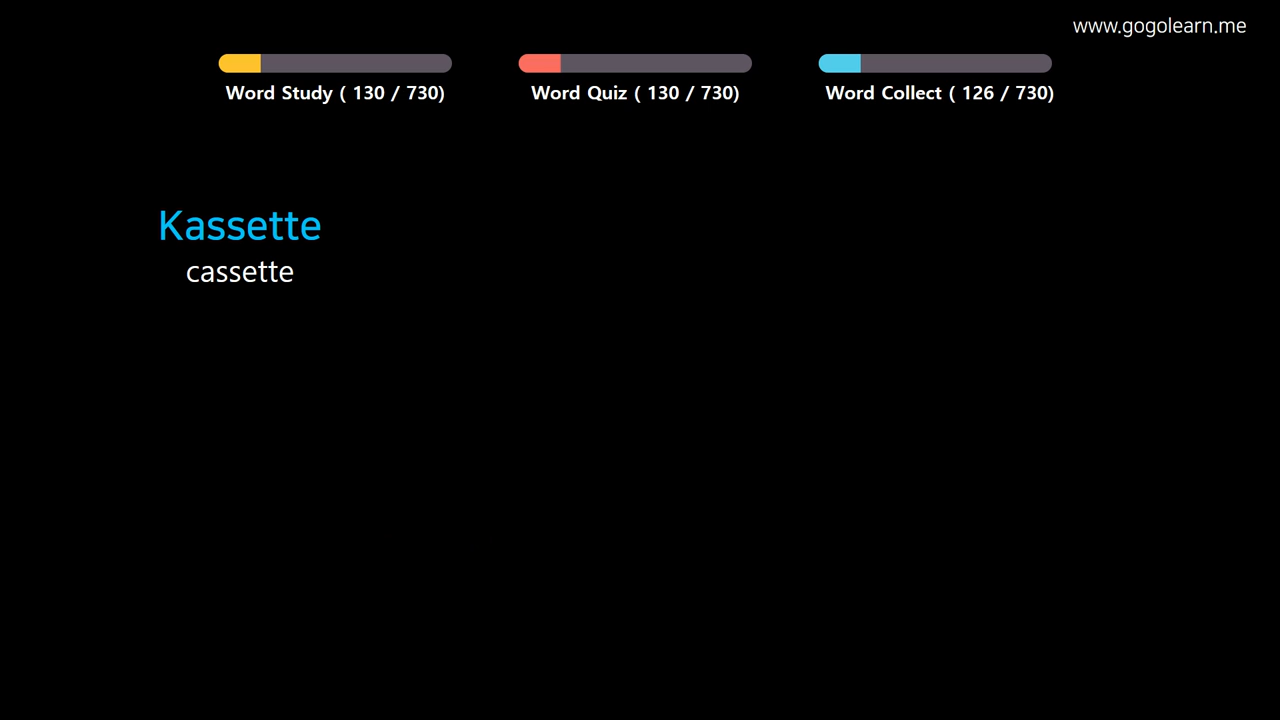 www.gogolearn.me
Word Study ( 130 / 730)
Word Quiz ( 130 / 730)
Word Collect ( 126 / 730)
Kassette
cassette